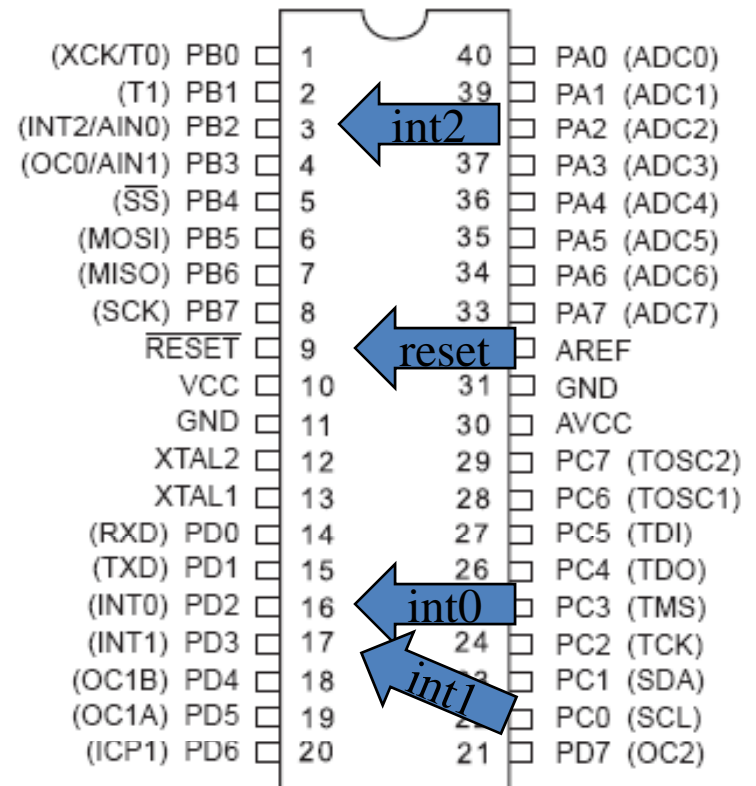 (XCK/T0) PB0 1 40 PA0 (ADC0)
(T1) PB1 2 39 PA1 (ADC1)
(INT2/AIN0) PB2 3 int2 PA2 (ADC2)
(OC0/AIN1) PB3 4 37 PA3 (ADC3)
(SS) PB4 5 36 PA4 (ADC4)
(MOSI) PB5 6 35 PA5 (ADC5)
(MISO) PB6 7 34 PA6 (ADC6)
(SCK) PB7 8 33 PA7 (ADC7)
RESET 9 reset AREF
VCC 10 31 GND
GND 11 30 AVCC
XTAL2 12 29 PC7 (TOSC2)
XTAL1 13 28 PC6 (TOSC1)
(RXD) PD0 14 27 PC5 (TDI)
(TXD) PD1 15 26 PC4 (TDO)
(INT0) PD2 16 int0 PC3 (TMS)
(INT1) PD3 17 24 PC2 (TCK)
(OC1B) PD4 18 int1 PC1 (SDA)
(OC1A) PD5 19 PC0 (SCL)
(ICP1) PD6 20 21 PD7 (OC2)